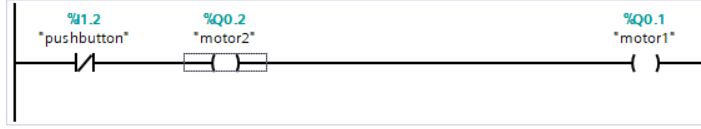 %I1.2
"pushbutton"
%Q0.2
"motor2"
%Q0.1
"motor1"